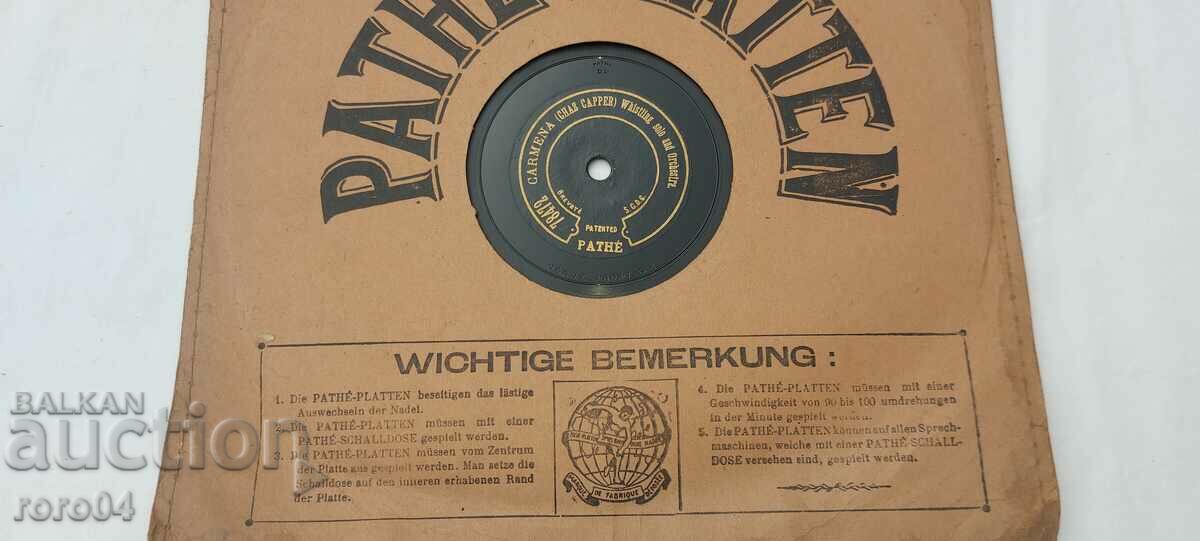 PATHÉ-PLATTEN
PATHÉ
CARMENA (CHAZ CAPPER) Whistling solo and Orchestra
78472
Breveté S.G.D.G.
PATENTED
PATHÉ
WICHTIGE BEMERKUNG :
1. Die PATHÉ-PLATTEN beseitigen das lästige
Auswechseln der Nadel.
2. Die PATHÉ-PLATTEN müssen mit einer
PATHÉ-SCHALLDOSE gespielt werden.
3. Die PATHÉ-PLATTEN müssen vom Zentrum
der Platte aus gespielt werden. Man setze die
Schalldose auf den inneren erhabenen Rand
der Platte.
DE FABRIQUE
4. Die PATHÉ-PLATTEN müssen mit einer
Geschwindigkeit von 90 bis 100 umdrehungen
in der Minute gespielt werden.
5. Die PATHÉ-PLATTEN können auf allen Sprech-
maschinen, welche mit einer PATHÉ-SCHALL-
DOSE versehen sind, gespielt werden.
BALKAN
auction
roro04